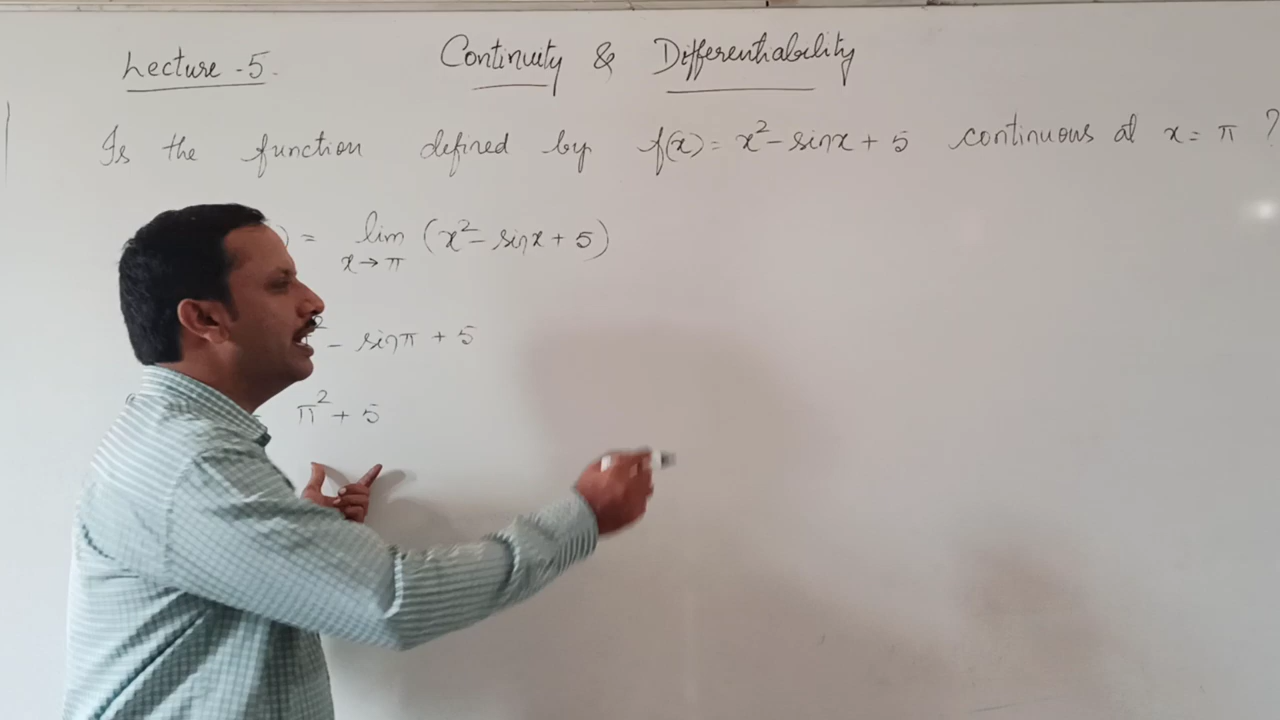 Lecture - 5. Continuity & Differentiability
Is the function defined by f(x) = x² - sinx + 5 continuous at x = π ?
) = lim x→π (x² - sinx + 5)
² - sinπ + 5
π² + 5